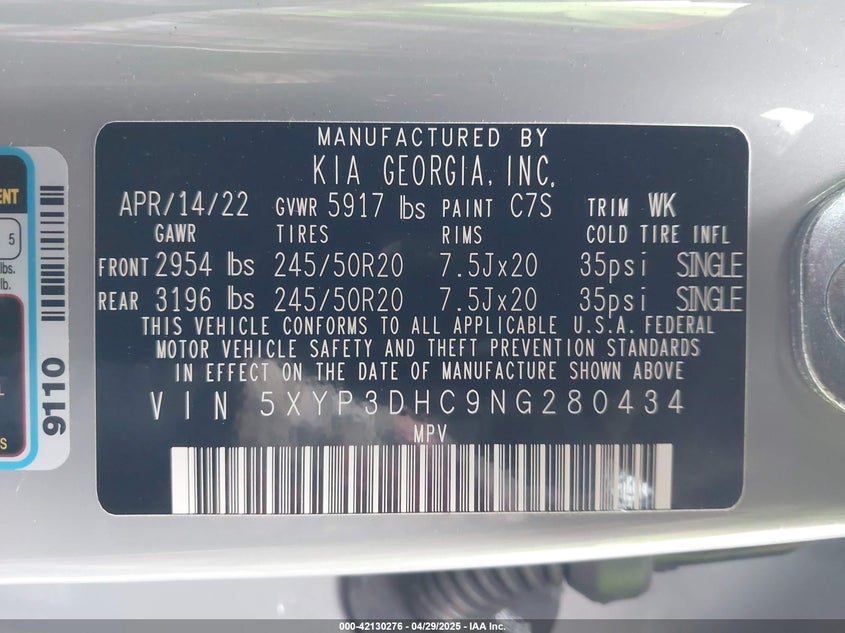 MANUFACTURED BY
KIA GEORGIA, INC.
APR/14/22 GVWR 5917 lbs PAINT C7S TRIM WK
GAWR TIRES RIMS COLD TIRE INFL
FRONT 2954 lbs 245/50R20 7.5Jx20 35psi SINGLE
REAR 3196 lbs 245/50R20 7.5Jx20 35psi SINGLE
THIS VEHICLE CONFORMS TO ALL APPLICABLE U.S.A. FEDERAL
MOTOR VEHICLE SAFETY AND THEFT PREVENTION STANDARDS
IN EFFECT ON THE DATE OF MANUFACTURE SHOWN ABOVE
VIN 5XYP3DHC9NG280434
MPV
5
lbs.
lb.
9110
000-42130276 - 04/29/2025 - IAA Inc.